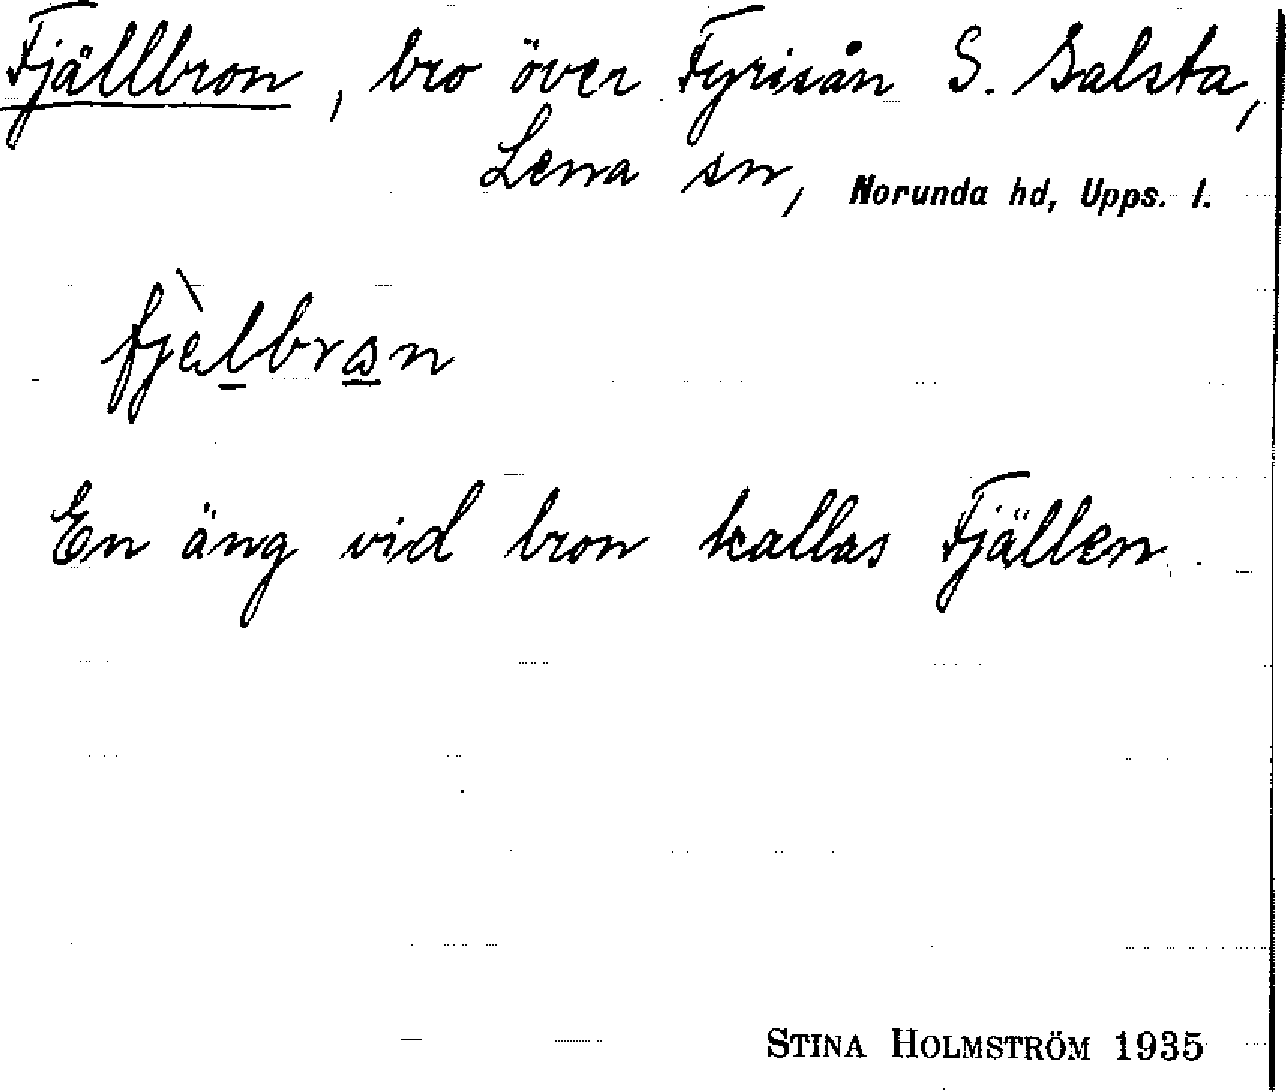 Fjällbron, bro över Fyrisån S. Salsta,
Lena sn, Norunda hd, Upps. l.
fjèlbran
En äng vid bron kallas Fjällen.
STINA HOLMSTRÖM 1935